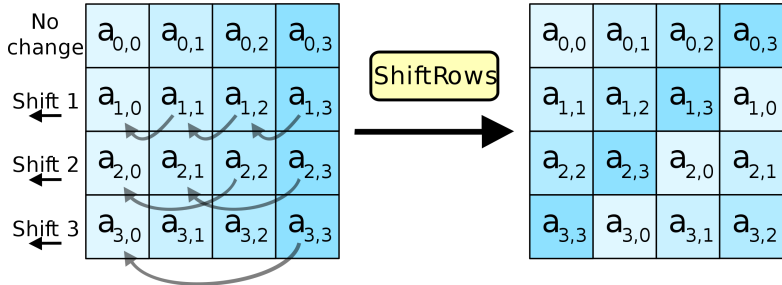 No change a0,0 a0,1 a0,2 a0,3
Shift 1 a1,0 a1,1 a1,2 a1,3
Shift 2 a2,0 a2,1 a2,2 a2,3
Shift 3 a3,0 a3,1 a3,2 a3,3
ShiftRows
a0,0 a0,1 a0,2 a0,3
a1,1 a1,2 a1,3 a1,0
a2,2 a2,3 a2,0 a2,1
a3,3 a3,0 a3,1 a3,2